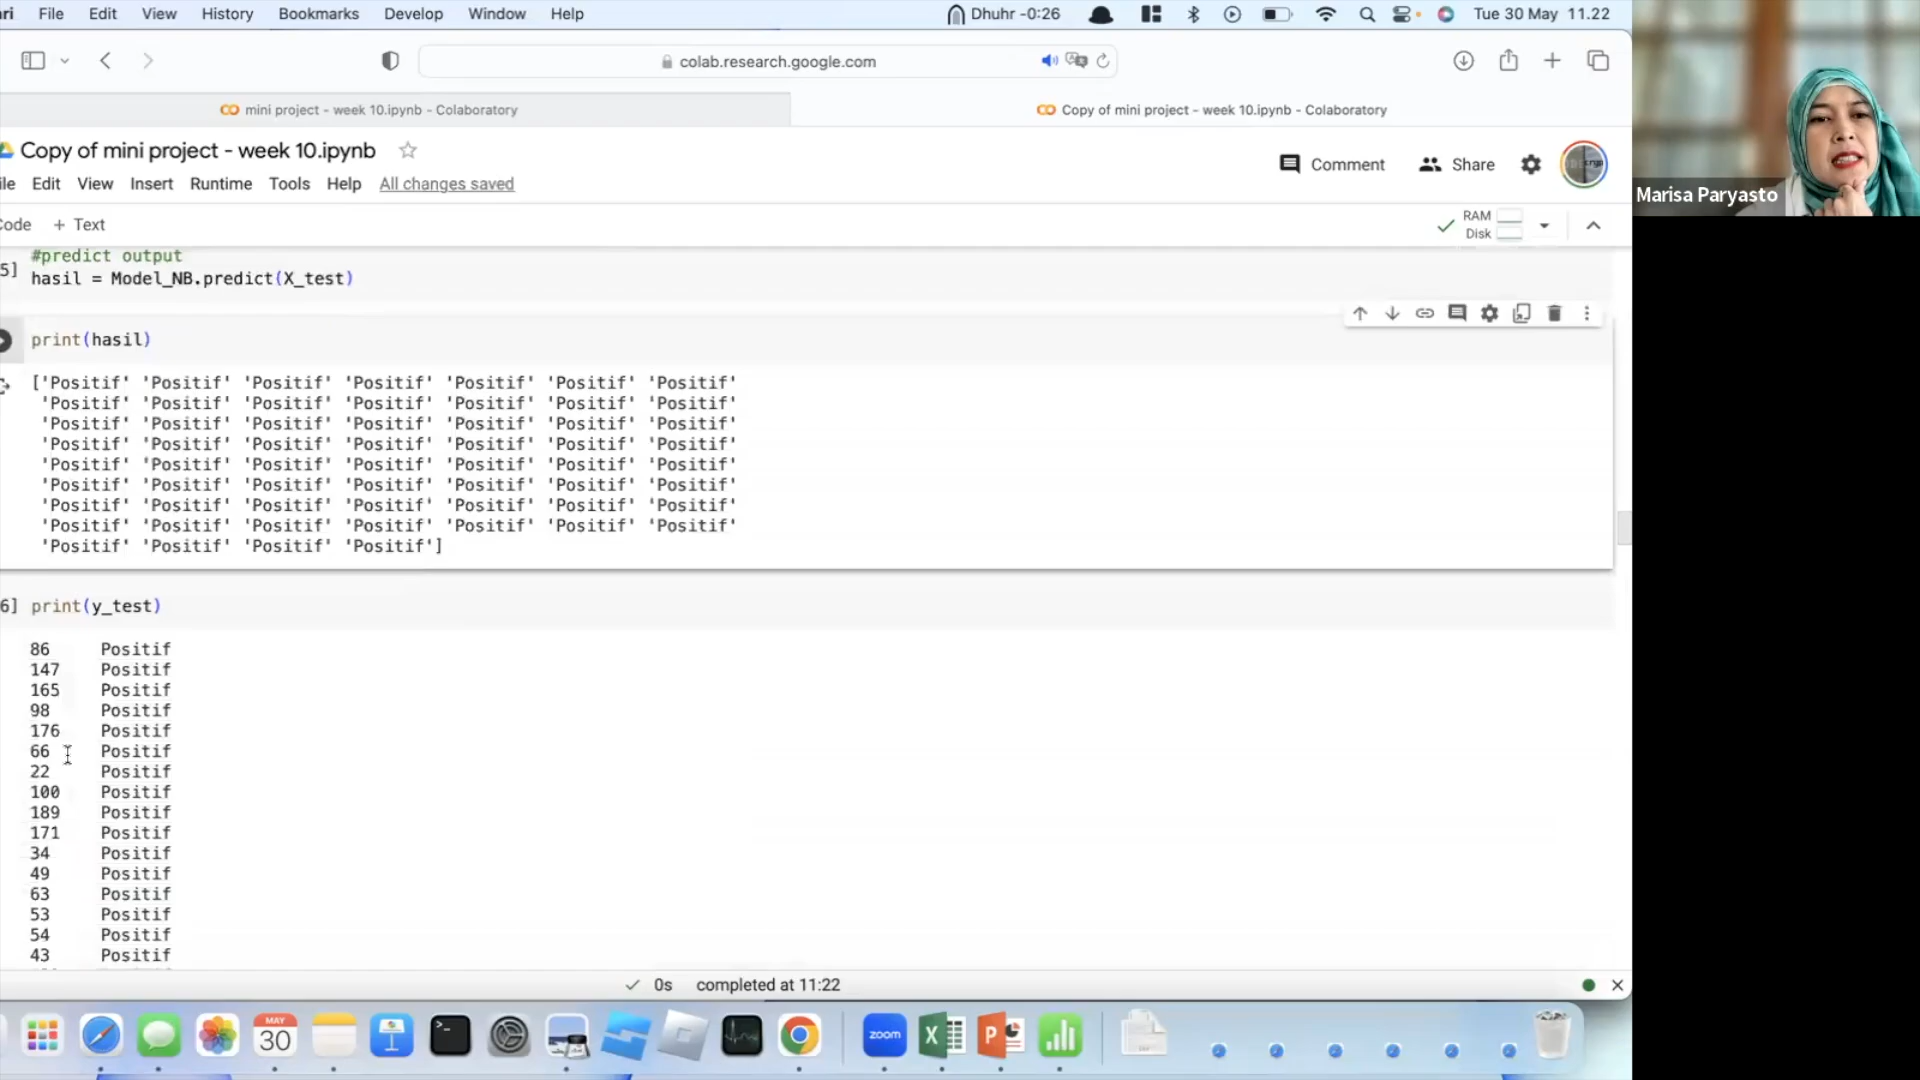 File Edit View History Bookmarks Develop Window Help Dhuhr -0:26 Tue 30 May 11.22
colab.research.google.com
mini project - week 10.ipynb - Colaboratory Copy of mini project - week 10.ipynb - Colaboratory
Copy of mini project - week 10.ipynb
Comment Share
Edit View Insert Runtime Tools Help All changes saved
+ Text
RAM
Disk
#predict output
5] hasil = Model_NB.predict(X_test)
print(hasil)
['Positif' 'Positif' 'Positif' 'Positif' 'Positif' 'Positif' 'Positif'
'Positif' 'Positif' 'Positif' 'Positif' 'Positif' 'Positif' 'Positif'
'Positif' 'Positif' 'Positif' 'Positif' 'Positif' 'Positif' 'Positif'
'Positif' 'Positif' 'Positif' 'Positif' 'Positif' 'Positif' 'Positif'
'Positif' 'Positif' 'Positif' 'Positif' 'Positif' 'Positif' 'Positif'
'Positif' 'Positif' 'Positif' 'Positif' 'Positif' 'Positif' 'Positif'
'Positif' 'Positif' 'Positif' 'Positif' 'Positif' 'Positif' 'Positif'
'Positif' 'Positif' 'Positif' 'Positif' 'Positif' 'Positif' 'Positif'
'Positif' 'Positif' 'Positif' 'Positif']
6] print(y_test)
86 Positif
147 Positif
165 Positif
98 Positif
176 Positif
66 Positif
22 Positif
100 Positif
189 Positif
171 Positif
34 Positif
49 Positif
63 Positif
53 Positif
54 Positif
43 Positif
0s completed at 11:22
MAY
30
zoom
Marisa Paryasto